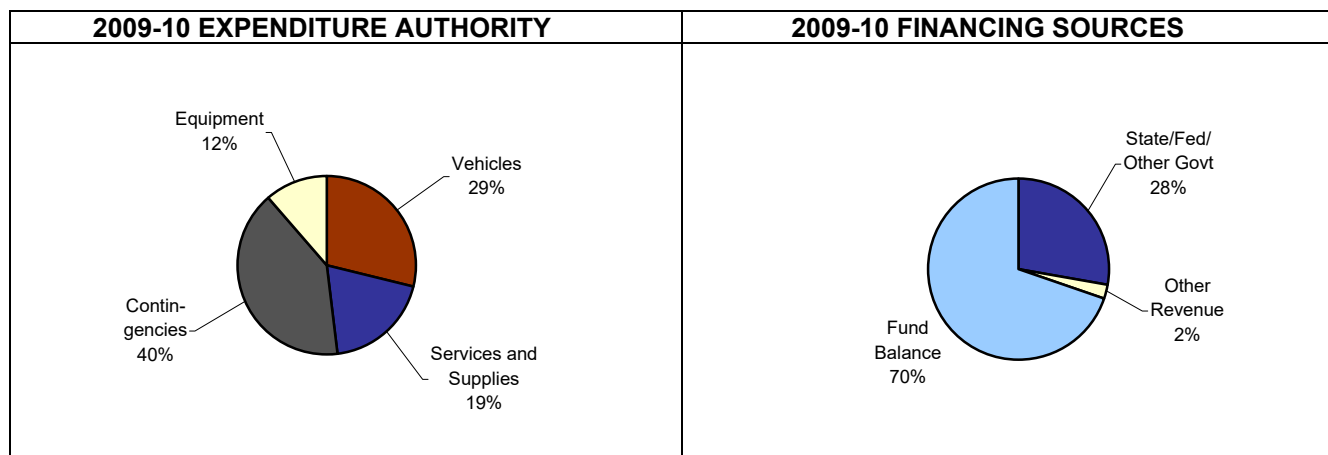 2009-10 EXPENDITURE AUTHORITY
Equipment
12%
Vehicles
29%
Contin-
gencies
40%
Services and
Supplies
19%
2009-10 FINANCING SOURCES
State/Fed/
Other Govt
28%
Other
Revenue
2%
Fund
Balance
70%